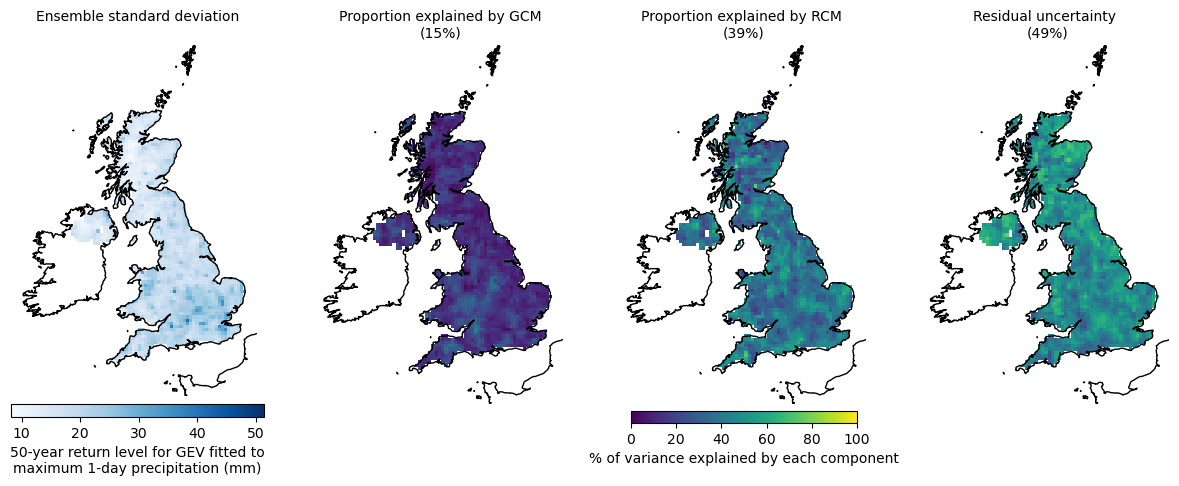 Ensemble standard deviation
Proportion explained by GCM
(15%)
Proportion explained by RCM
(39%)
Residual uncertainty
(49%)
10 20 30 40 50
50-year return level for GEV fitted to
maximum 1-day precipitation (mm)
0 20 40 60 80 100
% of variance explained by each component